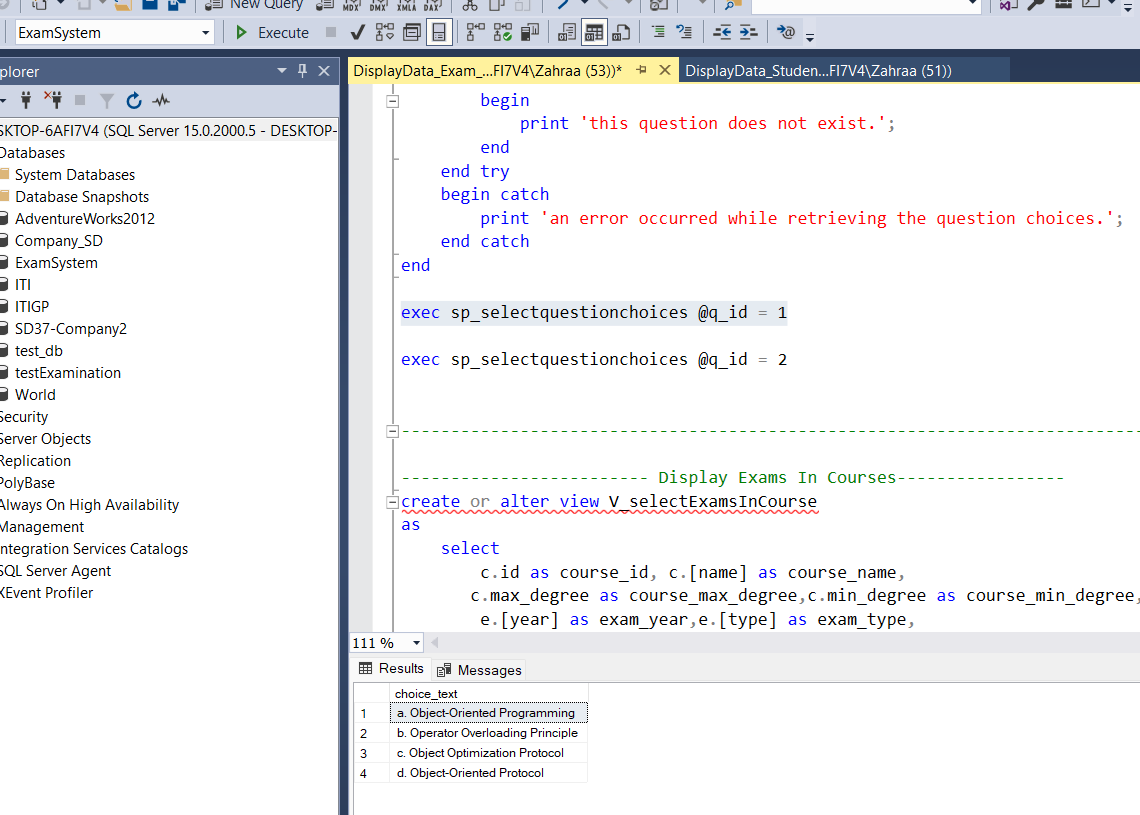 New Query
MDX
DMX
XMLA
DAX
ExamSystem
Execute
plorer
SKTOP-6AFI7V4 (SQL Server 15.0.2000.5 - DESKTOP-
Databases
System Databases
Database Snapshots
AdventureWorks2012
Company_SD
ExamSystem
ITI
ITIGP
SD37-Company2
test_db
testExamination
World
Security
Server Objects
Replication
PolyBase
Always On High Availability
Management
ntegration Services Catalogs
SQL Server Agent
XEvent Profiler
DisplayData_Exam_...FI7V4\Zahraa (53))*
DisplayData_Studen...FI7V4\Zahraa (51))
begin
print 'this question does not exist.';
end
end try
begin catch
print 'an error occurred while retrieving the question choices.';
end catch
end
exec sp_selectquestionchoices @q_id = 1
exec sp_selectquestionchoices @q_id = 2
------------------------- Display Exams In Courses-----------------
create or alter view V_selectExamsInCourse
as
select
c.id as course_id, c.[name] as course_name,
c.max_degree as course_max_degree,c.min_degree as course_min_degree,
e.[year] as exam_year,e.[type] as exam_type,
111 %
Results
Messages
choice_text
1 a. Object-Oriented Programming
2 b. Operator Overloading Principle
3 c. Object Optimization Protocol
4 d. Object-Oriented Protocol